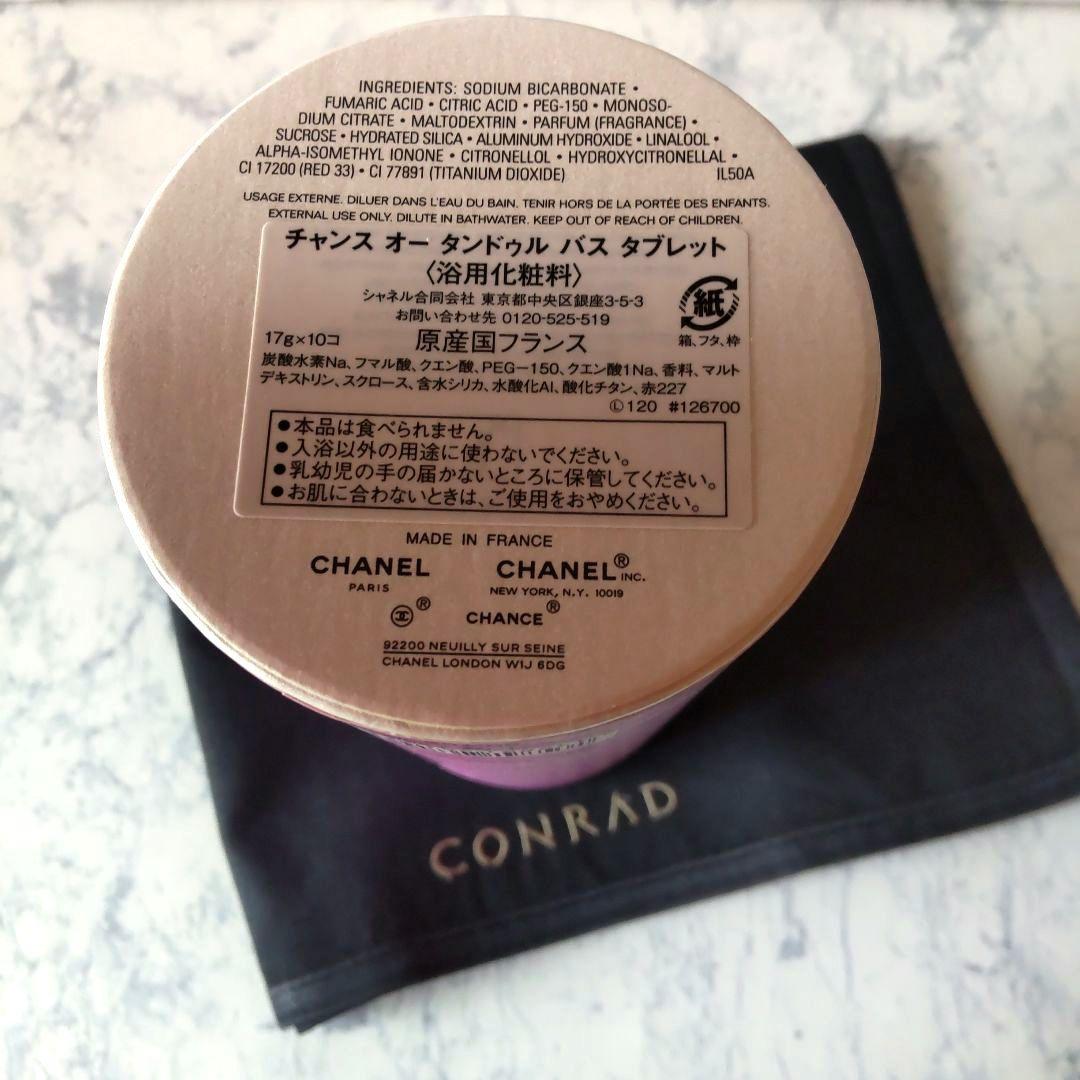 INGREDIENTS: SODIUM BICARBONATE •
FUMARIC ACID • CITRIC ACID • PEG-150 • MONOSO-
DIUM CITRATE • MALTODEXTRIN • PARFUM (FRAGRANCE) •
SUCROSE • HYDRATED SILICA • ALUMINUM HYDROXIDE • LINALOOL •
ALPHA-ISOMETHYL IONONE • CITRONELLOL • HYDROXYCITRONELLAL •
CI 17200 (RED 33) • CI 77891 (TITANIUM DIOXIDE) IL50A
USAGE EXTERNE. DILUER DANS L'EAU DU BAIN. TENIR HORS DE LA PORTÉE DES ENFANTS.
EXTERNAL USE ONLY. DILUTE IN BATHWATER. KEEP OUT OF REACH OF CHILDREN.
チャンス オー タンドゥル バス タブレット
〈浴用化粧料〉
シャネル合同会社 東京都中央区銀座3-5-3
お問い合わせ先 0120-525-519
紙
17g×10コ 原産国フランス 箱、フタ、枠
炭酸水素Na、フマル酸、クエン酸、PEG-150、クエン酸1Na、香料、マルト
デキストリン、スクロース、含水シリカ、水酸化Al、酸化チタン、赤227
Ⓛ120 #126700
●本品は食べられません。
●入浴以外の用途に使わないでください。
●乳幼児の手の届かないところに保管してください。
●お肌に合わないときは、ご使用をおやめください。
MADE IN FRANCE
CHANEL CHANEL® INC.
PARIS NEW YORK, N.Y. 10019
® CHANCE®
92200 NEUILLY SUR SEINE
CHANEL LONDON W1J 6DG
CONRAD